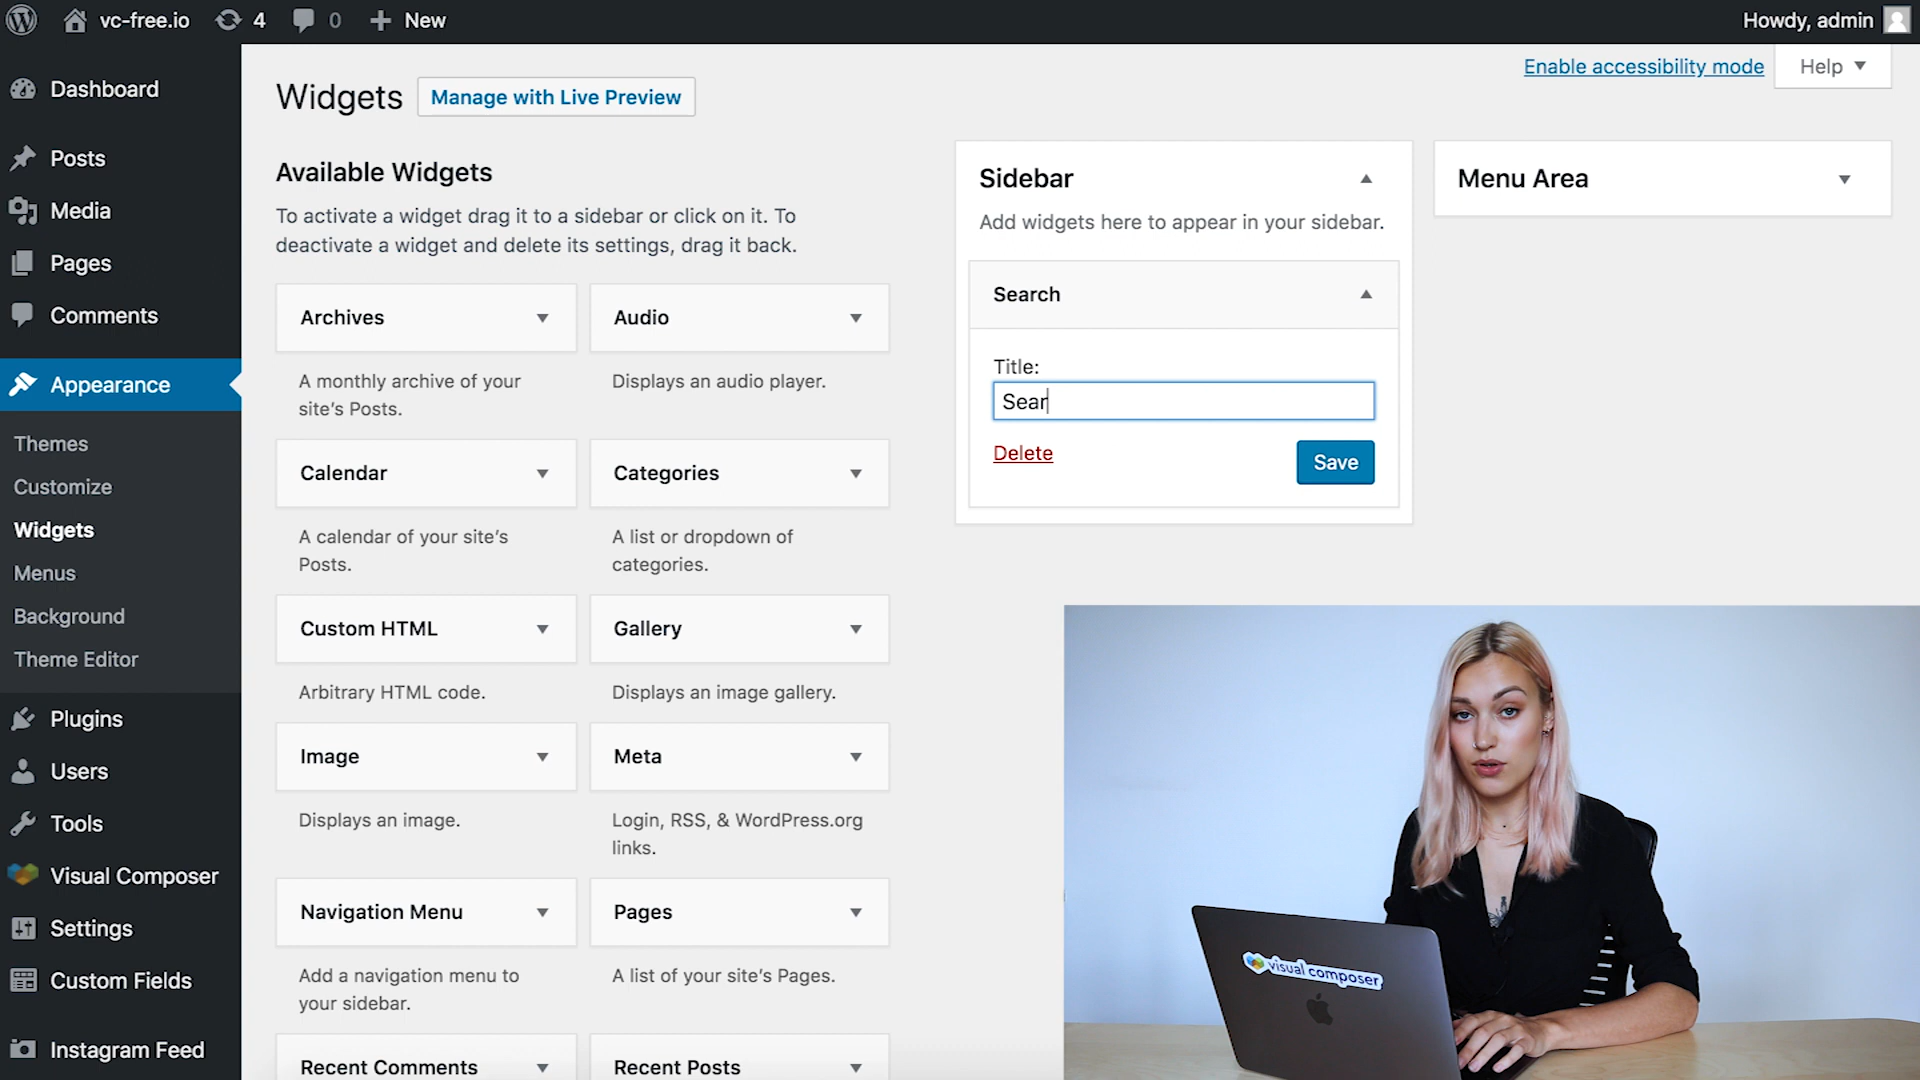 vc-free.io
4
0
New
Howdy, admin
Dashboard
Posts
Media
Pages
Comments
Appearance
Themes
Customize
Widgets
Menus
Background
Theme Editor
Plugins
Users
Tools
Visual Composer
Settings
Custom Fields
Instagram Feed
Enable accessibility mode
Help
Widgets
Manage with Live Preview
Available Widgets
To activate a widget drag it to a sidebar or click on it. To
deactivate a widget and delete its settings, drag it back.
Archives
A monthly archive of your
site's Posts.
Audio
Displays an audio player.
Calendar
A calendar of your site's
Posts.
Categories
A list or dropdown of
categories.
Custom HTML
Arbitrary HTML code.
Gallery
Displays an image gallery.
Image
Displays an image.
Meta
Login, RSS, & WordPress.org
links.
Navigation Menu
Add a navigation menu to
your sidebar.
Pages
A list of your site's Pages.
Recent Comments
Recent Posts
Sidebar
Add widgets here to appear in your sidebar.
Search
Title:
Sear
Delete
Save
Menu Area
visual composer